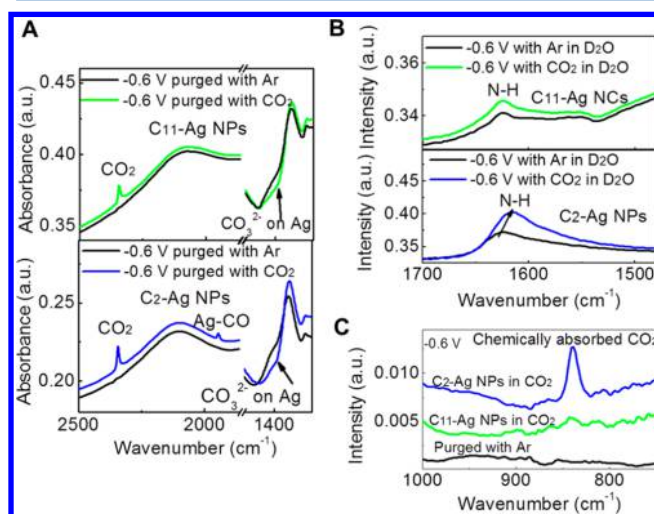 A
0.45
-0.6 V purged with Ar
-0.6 V purged with CO2
C11-Ag NPs
0.40
CO2
0.35
CO3 2- on Ag
Absorbance (a.u.)
-0.6 V purged with Ar
-0.6 V purged with CO2
0.25
C2-Ag NPs
Ag-CO
CO2
0.20
CO3 2- on Ag
Absorbance (a.u.)
2500 2000 1400
Wavenumber (cm-1)
B
-0.6 V with Ar in D2O
-0.6 V with CO2 in D2O
0.36
N-H
C11-Ag NCs
0.34
Intensity (a.u.)
-0.6 V with Ar in D2O
-0.6 V with CO2 in D2O
0.45
N-H
0.40
C2-Ag NPs
0.35
Intensity (a.u.)
1700 1600 1500
Wavenumber (cm-1)
C
-0.6 V
Chemically absorbed CO2
0.010
C2-Ag NPs in CO2
0.005
C11-Ag NPs in CO2
Purged with Ar
1000 900 800
Wavenumber (cm-1)